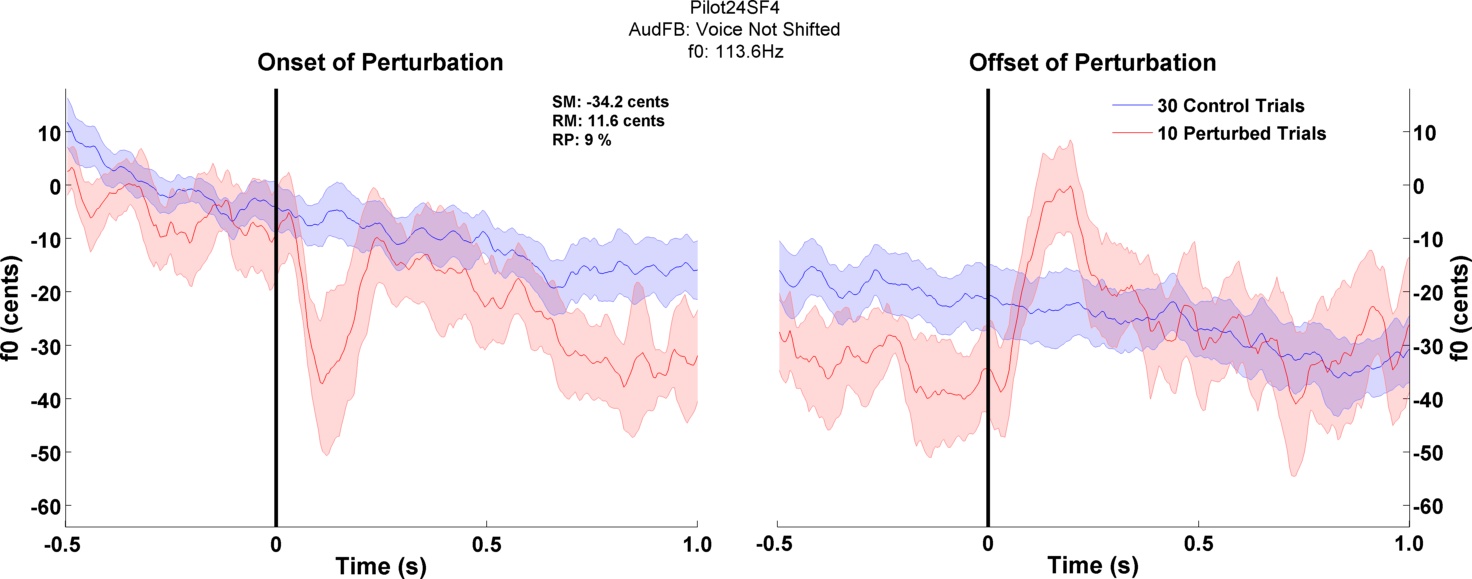 Pilot24SF4
AudFB: Voice Not Shifted
f0: 113.6Hz
Onset of Perturbation
SM: -34.2 cents
RM: 11.6 cents
RP: 9 %
f0 (cents)
10
0
-10
-20
-30
-40
-50
-60
-0.5
0
0.5
1.0
Time (s)
Offset of Perturbation
30 Control Trials
10 Perturbed Trials
10
0
-10
-20
-30
-40
-50
-60
f0 (cents)
-0.5
0
0.5
1.0
Time (s)